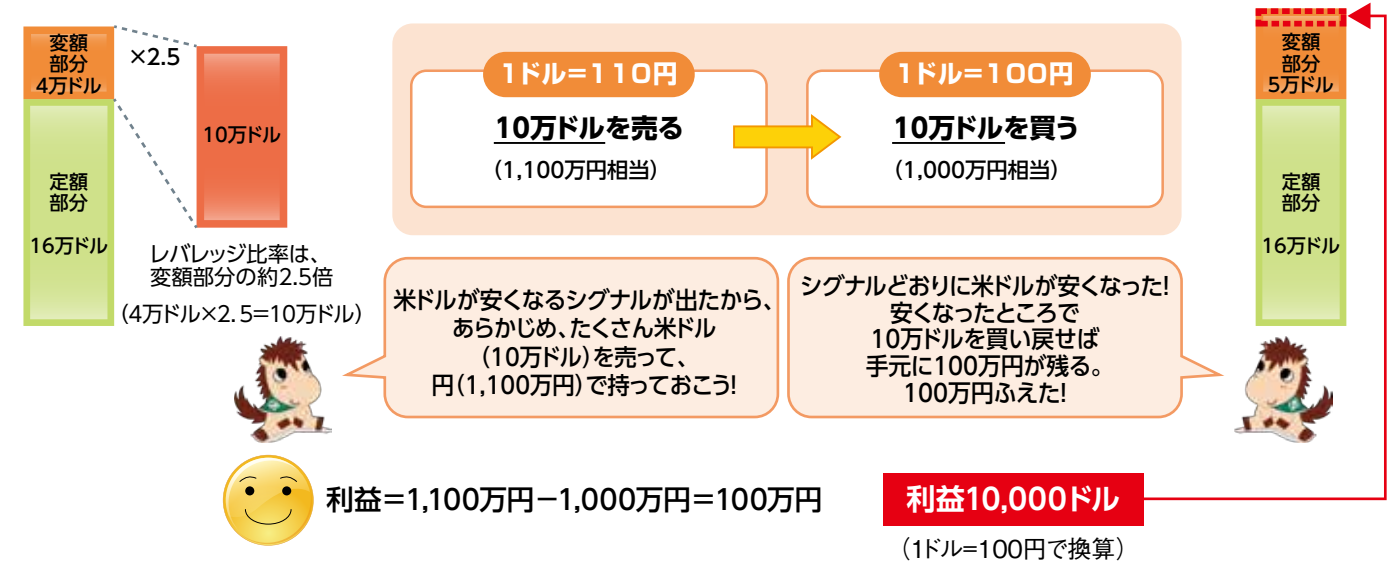 変額
部分
4万ドル
×2.5
10万ドル
定額
部分
16万ドル
レバレッジ比率は、
変額部分の約2.5倍
（4万ドル×2.5＝10万ドル）
1ドル＝110円
10万ドルを売る
（1,100万円相当）
1ドル＝100円
10万ドルを買う
（1,000万円相当）
変額
部分
5万ドル
定額
部分
16万ドル
米ドルが安くなるシグナルが出たから、
あらかじめ、たくさん米ドル
（10万ドル）を売って、
円（1,100万円）で持っておこう！
シグナルどおりに米ドルが安くなった！
安くなったところで
10万ドルを買い戻せば
手元に100万円が残る。
100万円ふえた！
利益＝1,100万円－1,000万円＝100万円
利益10,000ドル
（1ドル=100円で換算）